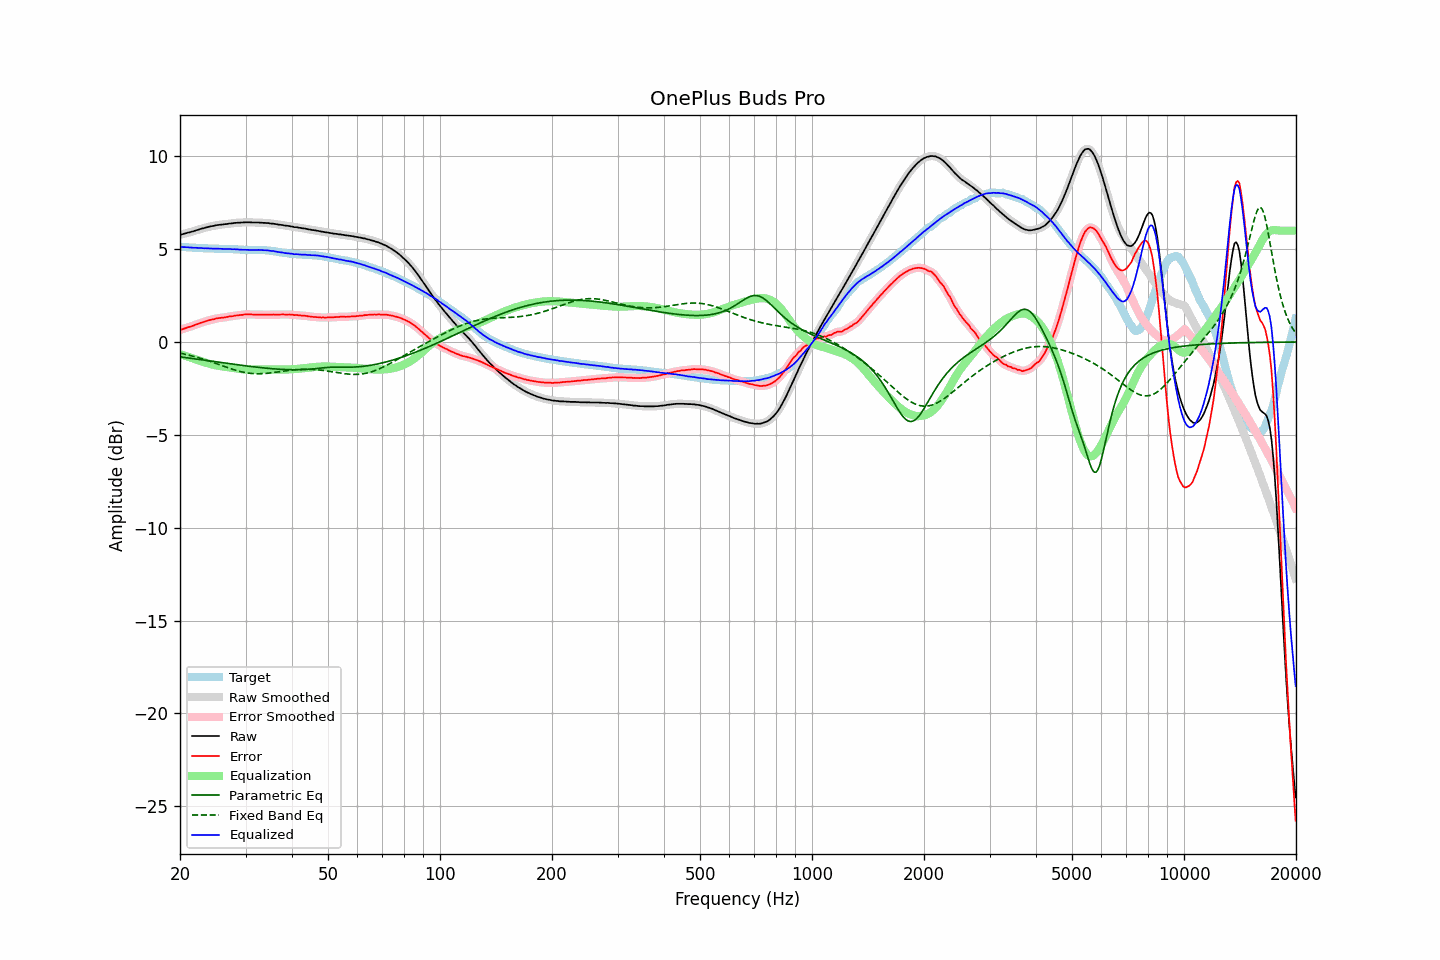 OnePlus Buds Pro
10
5
0
−5
−10
−15
−20
−25
Amplitude (dBr)
Target
Raw Smoothed
Error Smoothed
Raw
Error
Equalization
Parametric Eq
Fixed Band Eq
Equalized
20 50 100 200 500 1000 2000 5000 10000 20000
Frequency (Hz)